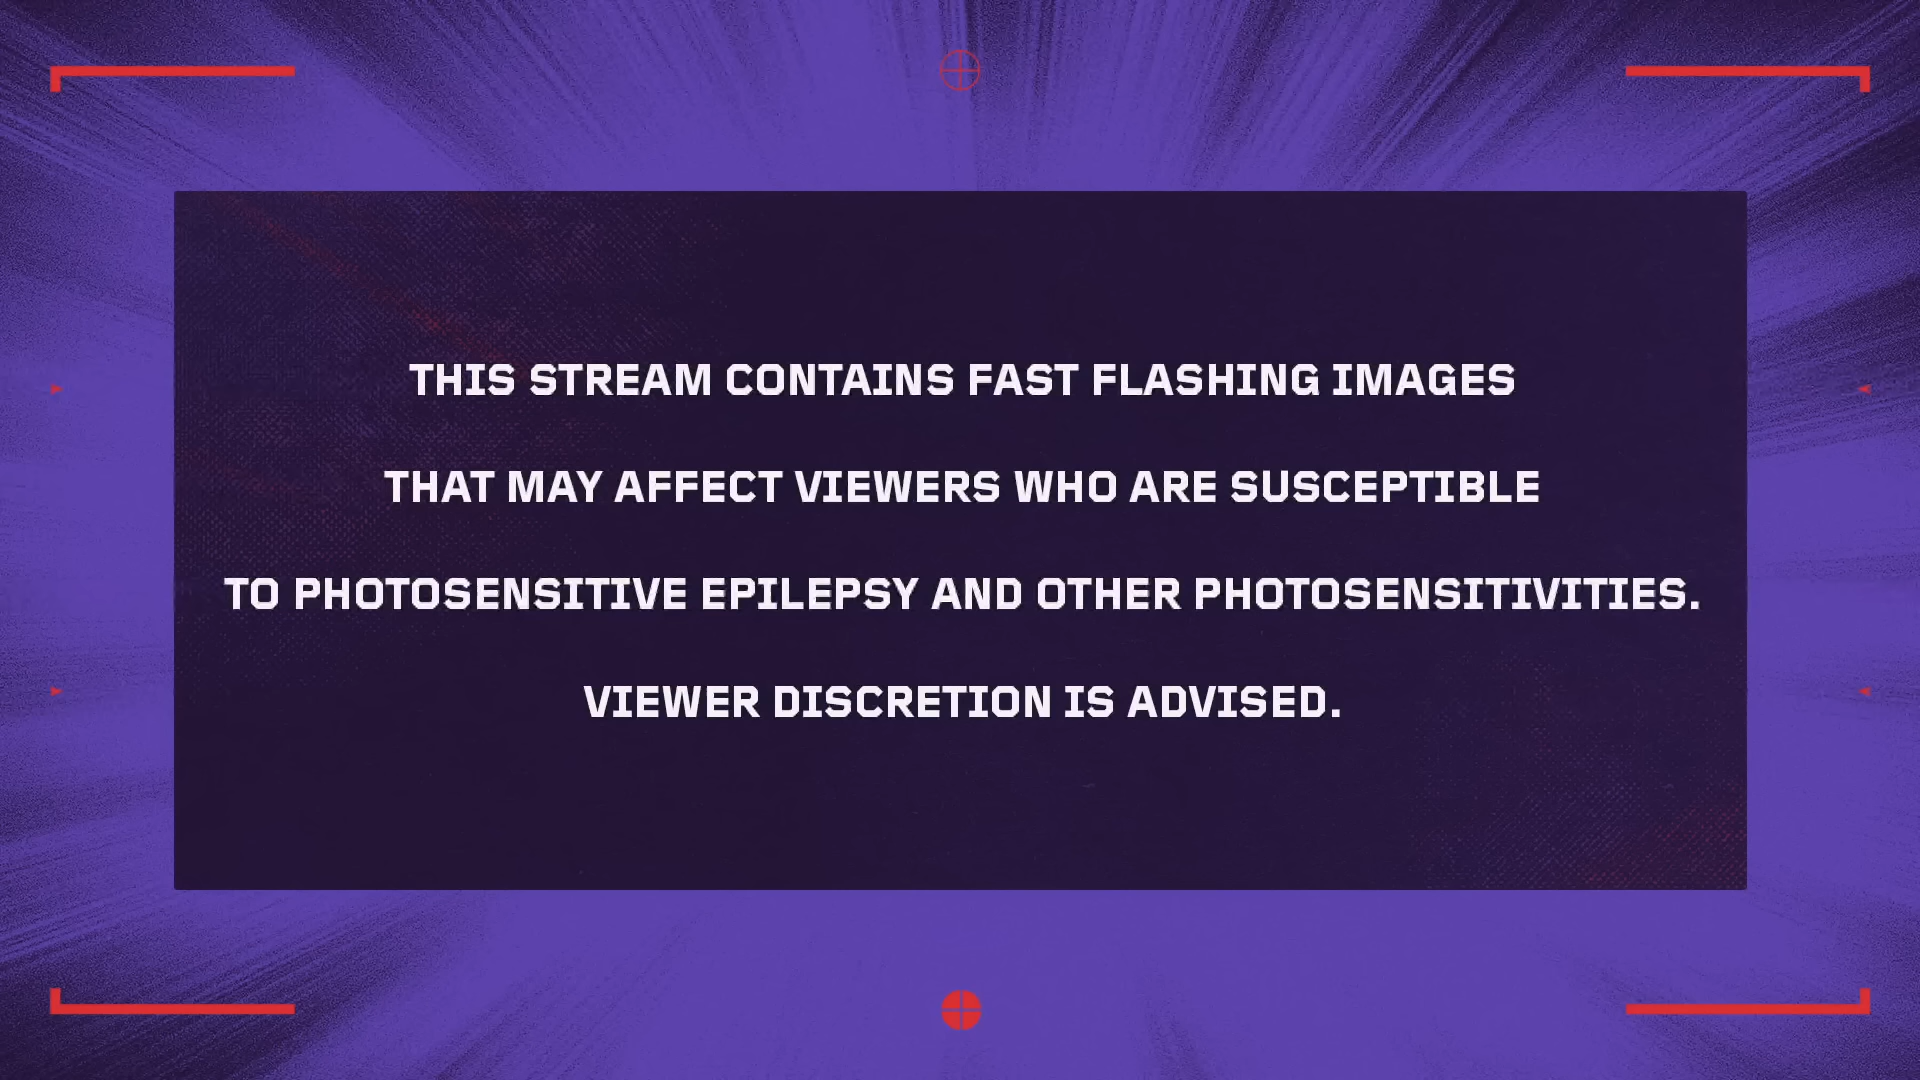 THIS STREAM CONTAINS FAST FLASHING IMAGES
THAT MAY AFFECT VIEWERS WHO ARE SUSCEPTIBLE
TO PHOTOSENSITIVE EPILEPSY AND OTHER PHOTOSENSITIVITIES.
VIEWER DISCRETION IS ADVISED.